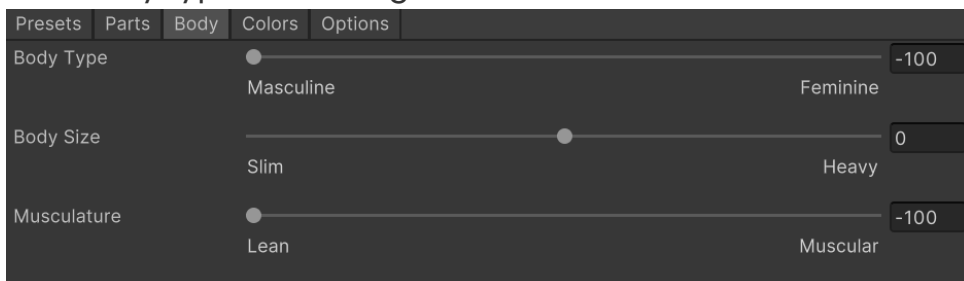 Presets Parts Body Colors Options
Body Type -100
Masculine Feminine
Body Size 0
Slim Heavy
Musculature -100
Lean Muscular